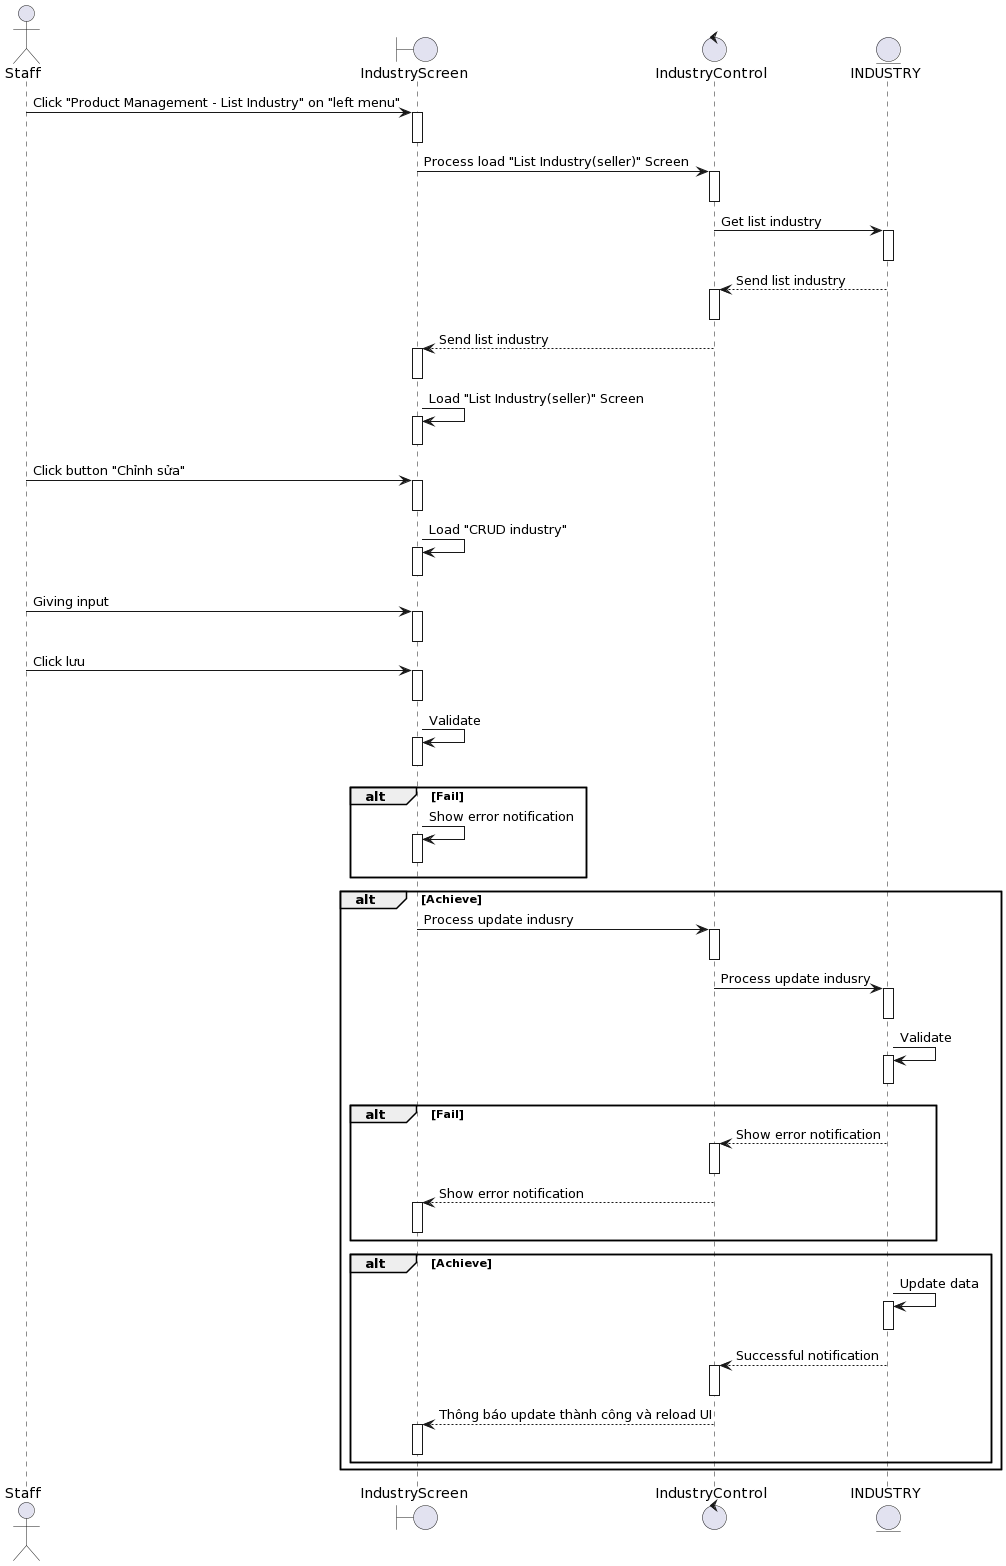 Staff
IndustryScreen
IndustryControl
INDUSTRY
Click "Product Management - List Industry" on "left menu"
Process load "List Industry(seller)" Screen
Get list industry
Send list industry
Send list industry
Load "List Industry(seller)" Screen
Click button "Chỉnh sửa"
Load "CRUD industry"
Giving input
Click lưu
Validate
alt [Fail]
Show error notification
alt [Achieve]
Process update indusry
Process update indusry
Validate
alt [Fail]
Show error notification
Show error notification
alt [Achieve]
Update data
Successful notification
Thông báo update thành công và reload UI
Staff
IndustryScreen
IndustryControl
INDUSTRY